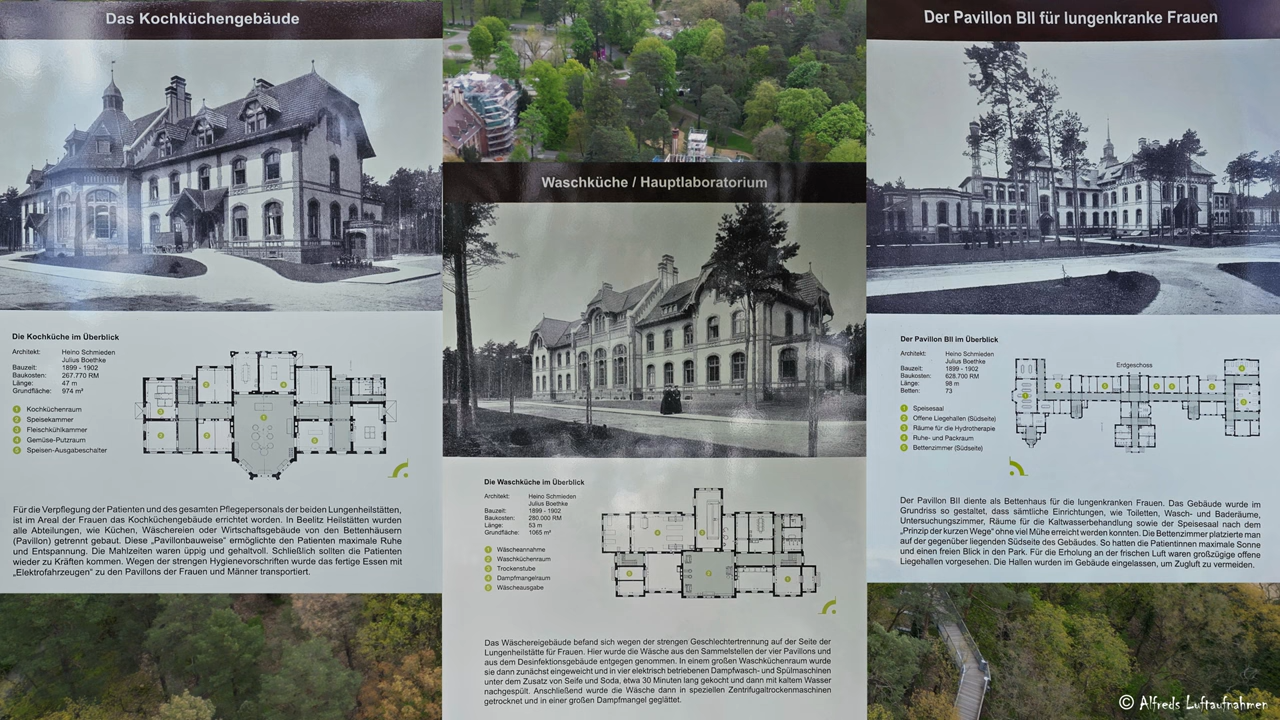 Das Kochküchengebäude
Die Kochküche im Überblick
Architekt: Heino Schmieden
Julius Boethke
Bauzeit: 1899 - 1902
Baukosten: 267.770 RM
Länge: 47 m
Grundfläche: 974 m²
1 Kochküchenraum
2 Speisekammer
3 Fleischkühlkammer
4 Gemüse-Putzraum
5 Speisen-Ausgabeschalter
Für die Verpflegung der Patienten und des gesamten Pflegepersonals der beiden Lungenheilstätten,
ist im Areal der Frauen das Kochküchengebäude errichtet worden. In Beelitz Heilstätten wurden
alle Abteilungen, wie Küchen, Wäschereien oder Wirtschaftsgebäude von den Bettenhäusern
(Pavillon) getrennt gebaut. Diese „Pavillonbauweise" ermöglichte den Patienten maximale Ruhe
und Entspannung. Die Mahlzeiten waren üppig und gehaltvoll. Schließlich sollten die Patienten
wieder zu Kräften kommen. Wegen der strengen Hygienevorschriften wurde das fertige Essen mit
„Elektrofahrzeugen" zu den Pavillons der Frauen und Männer transportiert.
Waschküche / Hauptlaboratorium
Die Waschküche im Überblick
Architekt: Heino Schmieden
Julius Boethke
Bauzeit: 1899 - 1902
Baukosten: 280.000 RM
Länge: 53 m
Grundfläche: 1065 m²
1 Wäscheannahme
2 Waschküchenraum
3 Trockenstube
4 Dampfmangelraum
5 Wäscheausgabe
Das Wäschereigebäude befand sich wegen der strengen Geschlechtertrennung auf der Seite der
Lungenheilstätte für Frauen. Hier wurde die Wäsche aus den Sammelstellen der vier Pavillons und
aus dem Desinfektionsgebäude entgegen genommen. In einem großen Waschküchenraum wurde
sie dann zunächst eingeweicht und in vier elektrisch betriebenen Dampfwasch- und Spülmaschinen
unter dem Zusatz von Seife und Soda, etwa 30 Minuten lang gekocht und dann mit kaltem Wasser
nachgespült. Anschließend wurde die Wäsche dann in speziellen Zentrifugaltrockenmaschinen
getrocknet und in einer großen Dampfmangel geglättet.
Der Pavillon BII für lungenkranke Frauen
Der Pavillon BII im Überblick
Architekt: Heino Schmieden
Julius Boethke
Bauzeit: 1899 - 1902
Baukosten: 628.700 RM
Länge: 98 m
Betten: 73
1 Speisesaal
2 Offene Liegehallen (Südseite)
3 Räume für die Hydrotherapie
4 Ruhe- und Packraum
5 Bettenzimmer (Südseite)
Erdgeschoss
Der Pavillon BII diente als Bettenhaus für die lungenkranken Frauen. Das Gebäude wurde im
Grundriss so gestaltet, dass sämtliche Einrichtungen, wie Toiletten, Wasch- und Baderäume,
Untersuchungszimmer, Räume für die Kaltwasserbehandlung sowie der Speisesaal nach dem
"Prinzip der kurzen Wege" ohne viel Mühe erreicht werden konnten. Die Bettenzimmer platzierte man
auf der gegenüber liegenden Südseite des Gebäudes. So hatten die Patientinnen maximale Sonne
und einen freien Blick in den Park. Für die Erholung an der frischen Luft waren großzügige offene
Liegehallen vorgesehen. Die Hallen wurden im Gebäude eingelassen, um Zugluft zu vermeiden.
© Alfreds Luftaufnahmen